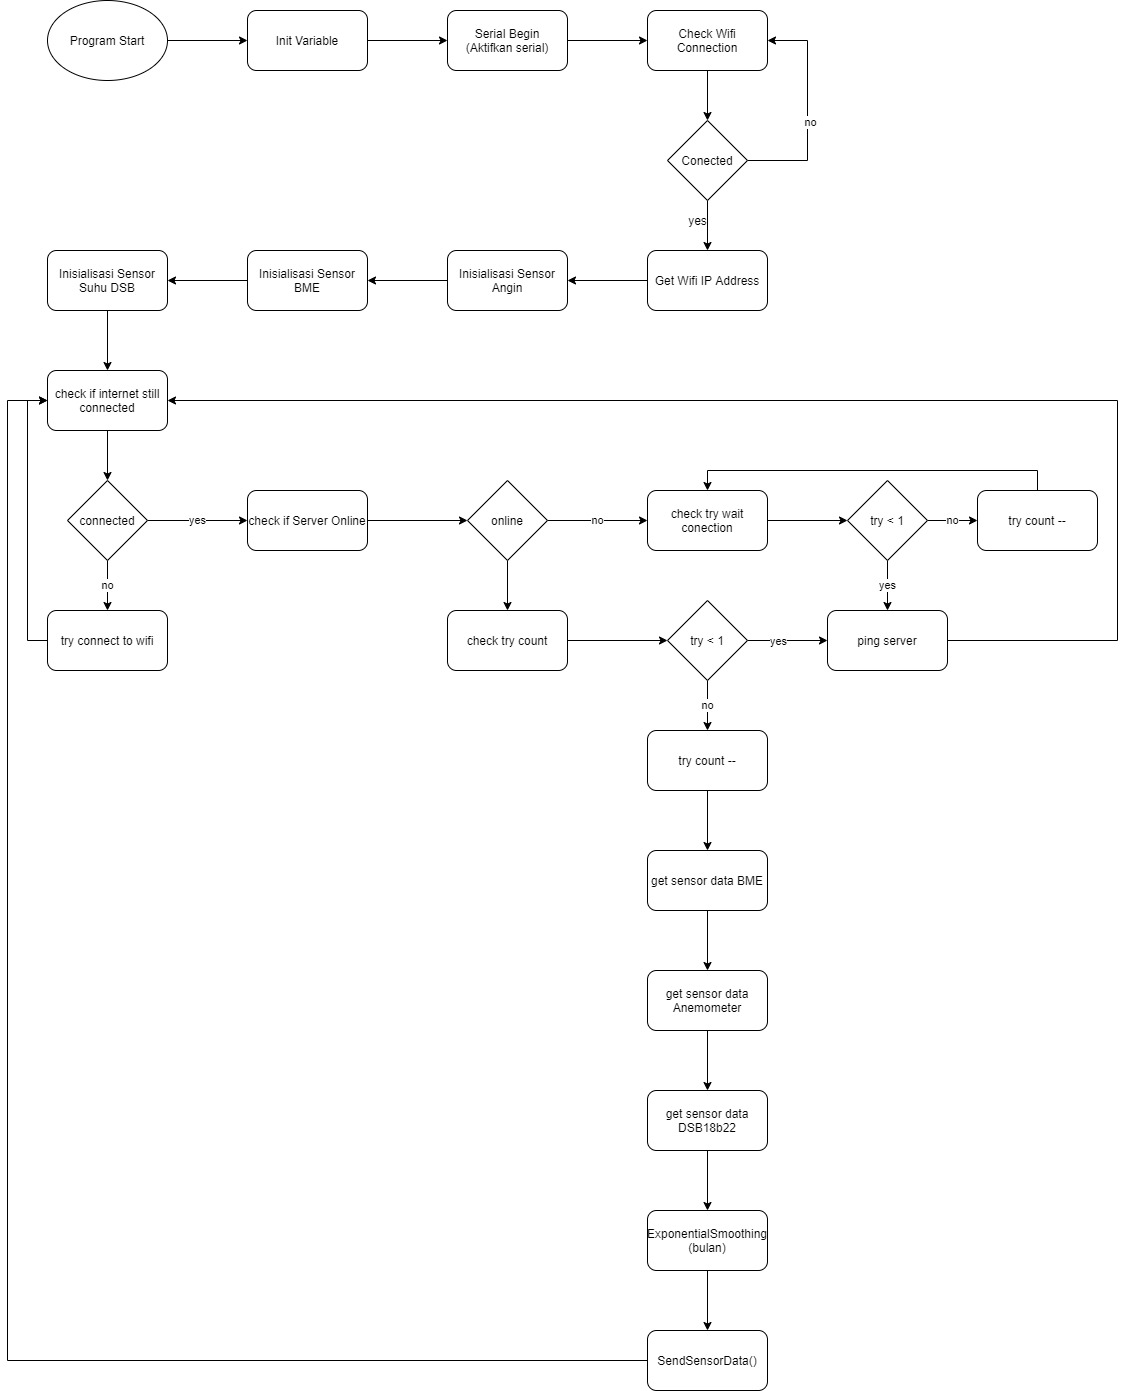 Program Start
Init Variable
Serial Begin
(Aktifkan serial)
Check Wifi
Connection
no
Conected
yes
Inisialisasi Sensor
Suhu DSB
Inisialisasi Sensor
BME
Inisialisasi Sensor
Angin
Get Wifi IP Address
check if internet still
connected
connected
yes
check if Server Online
online
no
check try wait
conection
try < 1
no
try count --
no
yes
try connect to wifi
check try count
try < 1
yes
ping server
no
try count --
get sensor data BME
get sensor data
Anemometer
get sensor data
DSB18b22
ExponentialSmoothing
(bulan)
SendSensorData()